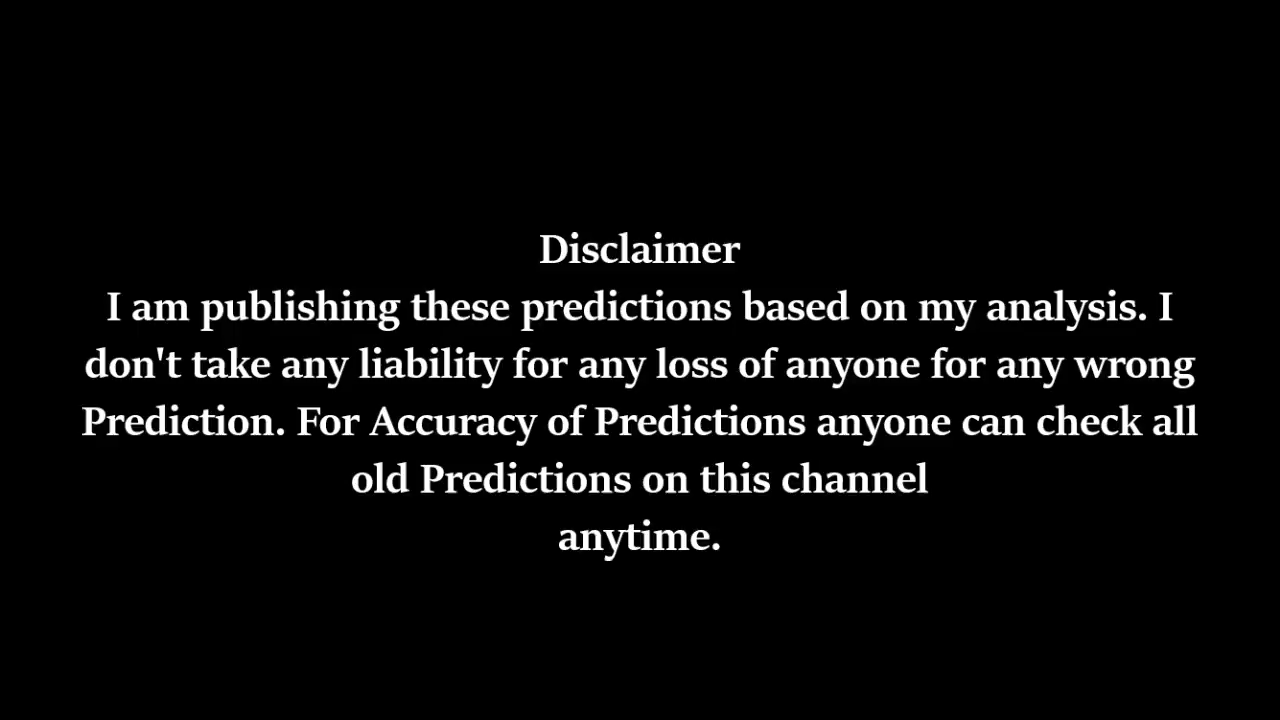 Disclaimer
I am publishing these predictions based on my analysis. I
don't take any liability for any loss of anyone for any wrong
Prediction. For Accuracy of Predictions anyone can check all
old Predictions on this channel
anytime.